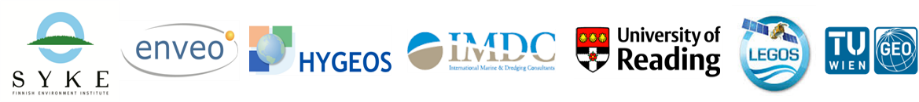 SYKE
FINNISH ENVIRONMENT INSTITUTE
enveo
HYGEOS
IMDC
International Marine & Dredging Consultants
University of
Reading
LEGOS
TU
WIEN
GEO